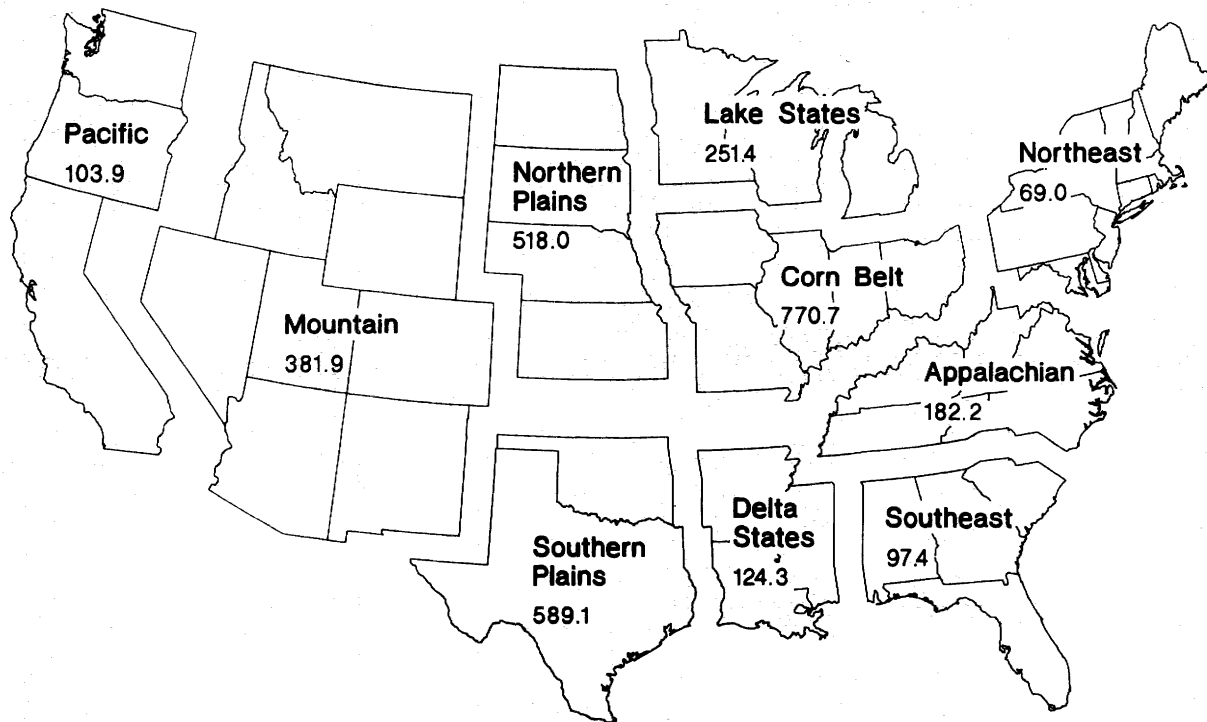 Pacific
103.9
Mountain
381.9
Northern
Plains
518.0
Southern
Plains
589.1
Lake States
251.4
Corn Belt
770.7
Delta
States
124.3
Northeast
69.0
Appalachian
182.2
Southeast
97.4